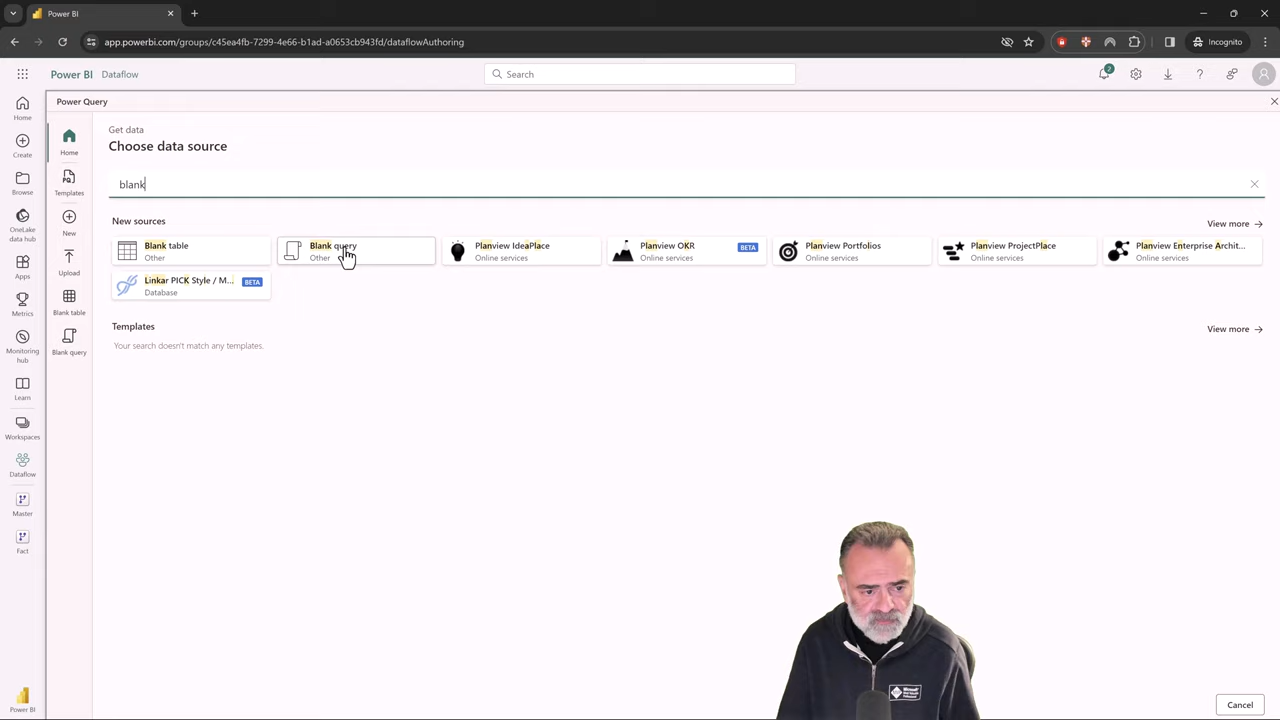 Power BI
app.powerbi.com/groups/c45ea4fb-7299-4e66-b1ad-a0653cb943fd/dataflowAuthoring
Incognito
Power BI Dataflow
Search
2
Power Query
Home
Create
Browse
OneLake
data hub
Apps
Metrics
Monitoring
hub
Learn
Workspaces
Dataflow
Master
Fact
Power BI
Home
Templates
New
Upload
Blank table
Blank query
Get data
Choose data source
blank
New sources
View more
Blank table
Other
Blank query
Other
Planview IdeaPlace
Online services
Planview OKR
Online services
BETA
Planview Portfolios
Online services
Planview ProjectPlace
Online services
Planview Enterprise Archit...
Online services
Linkar PICK Style / M...
Database
BETA
Templates
View more
Your search doesn't match any templates.
Cancel